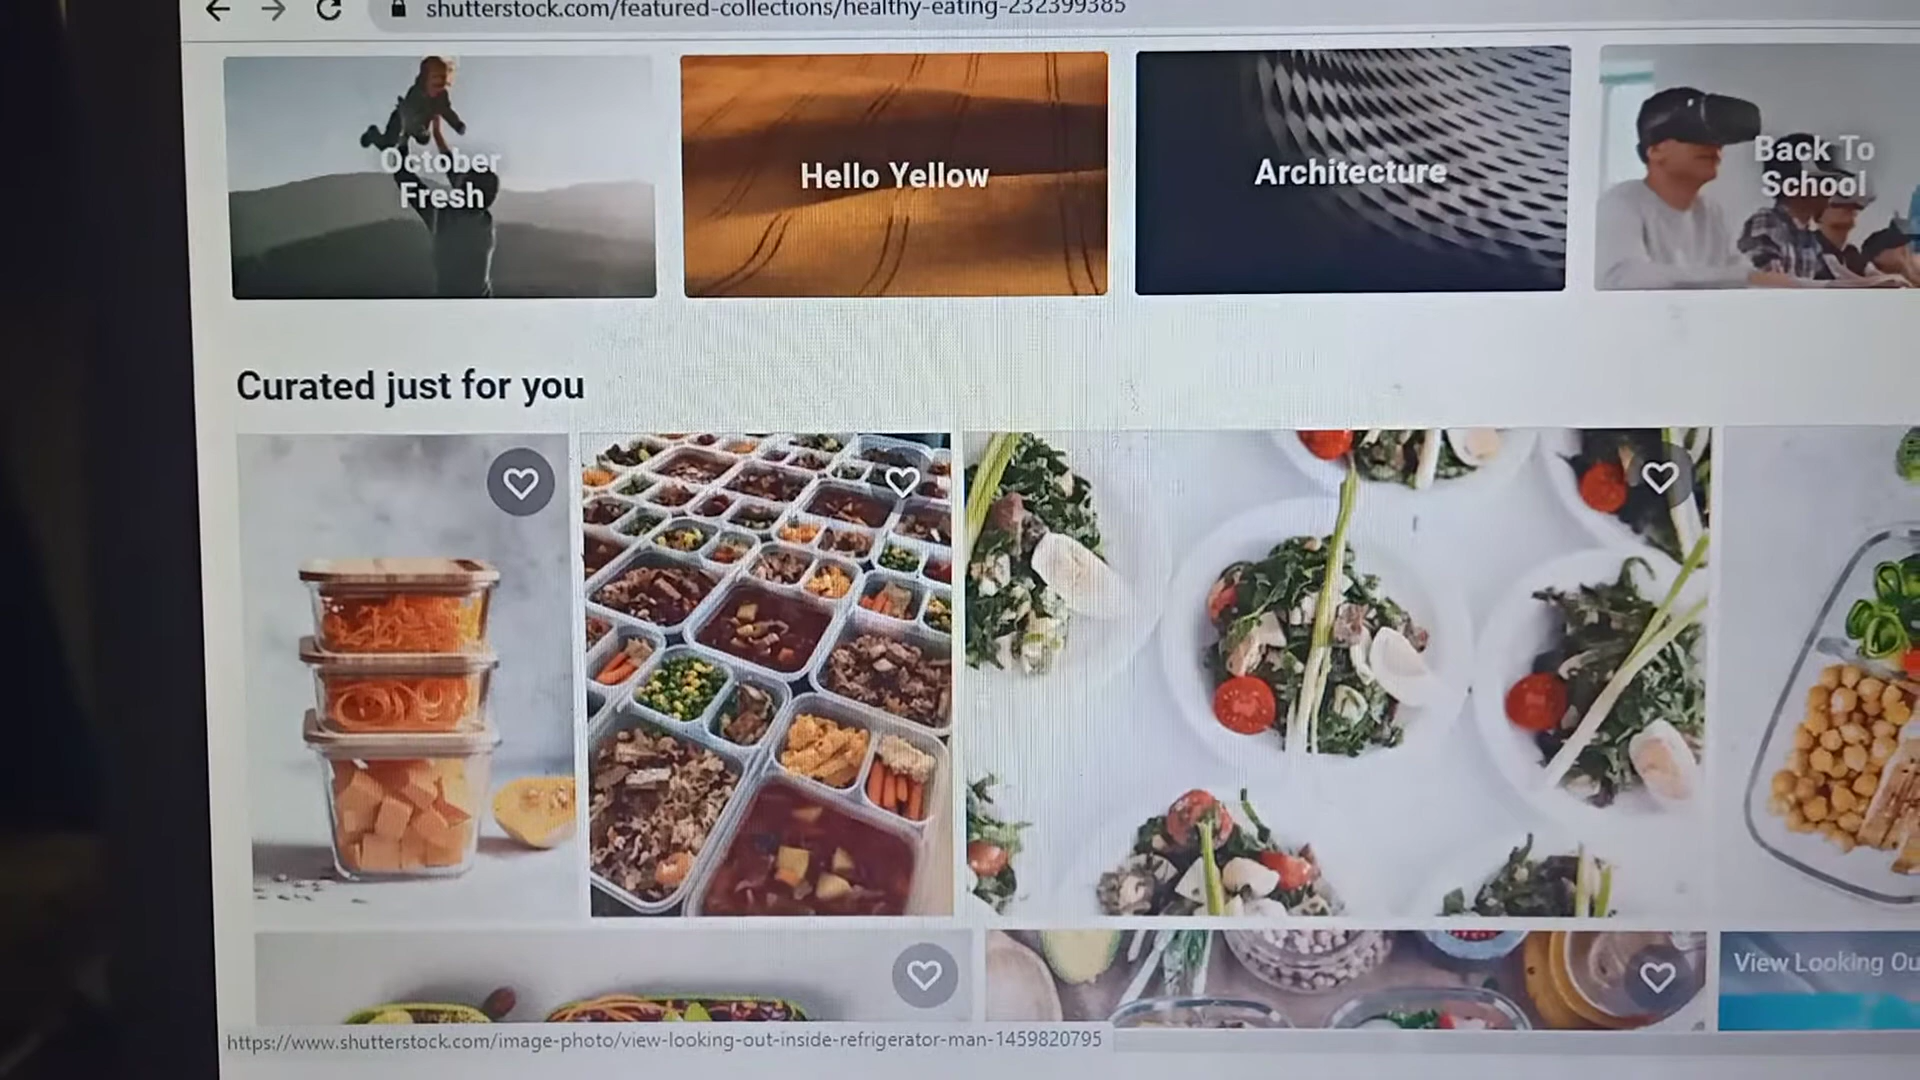 shutterstock.com/featured-collections/healthy-eating-232399385
October
Fresh
Hello Yellow
Architecture
Back To
School
Curated just for you
View Looking Ou
https://www.shutterstock.com/image-photo/view-looking-out-inside-refrigerator-man-1459820795